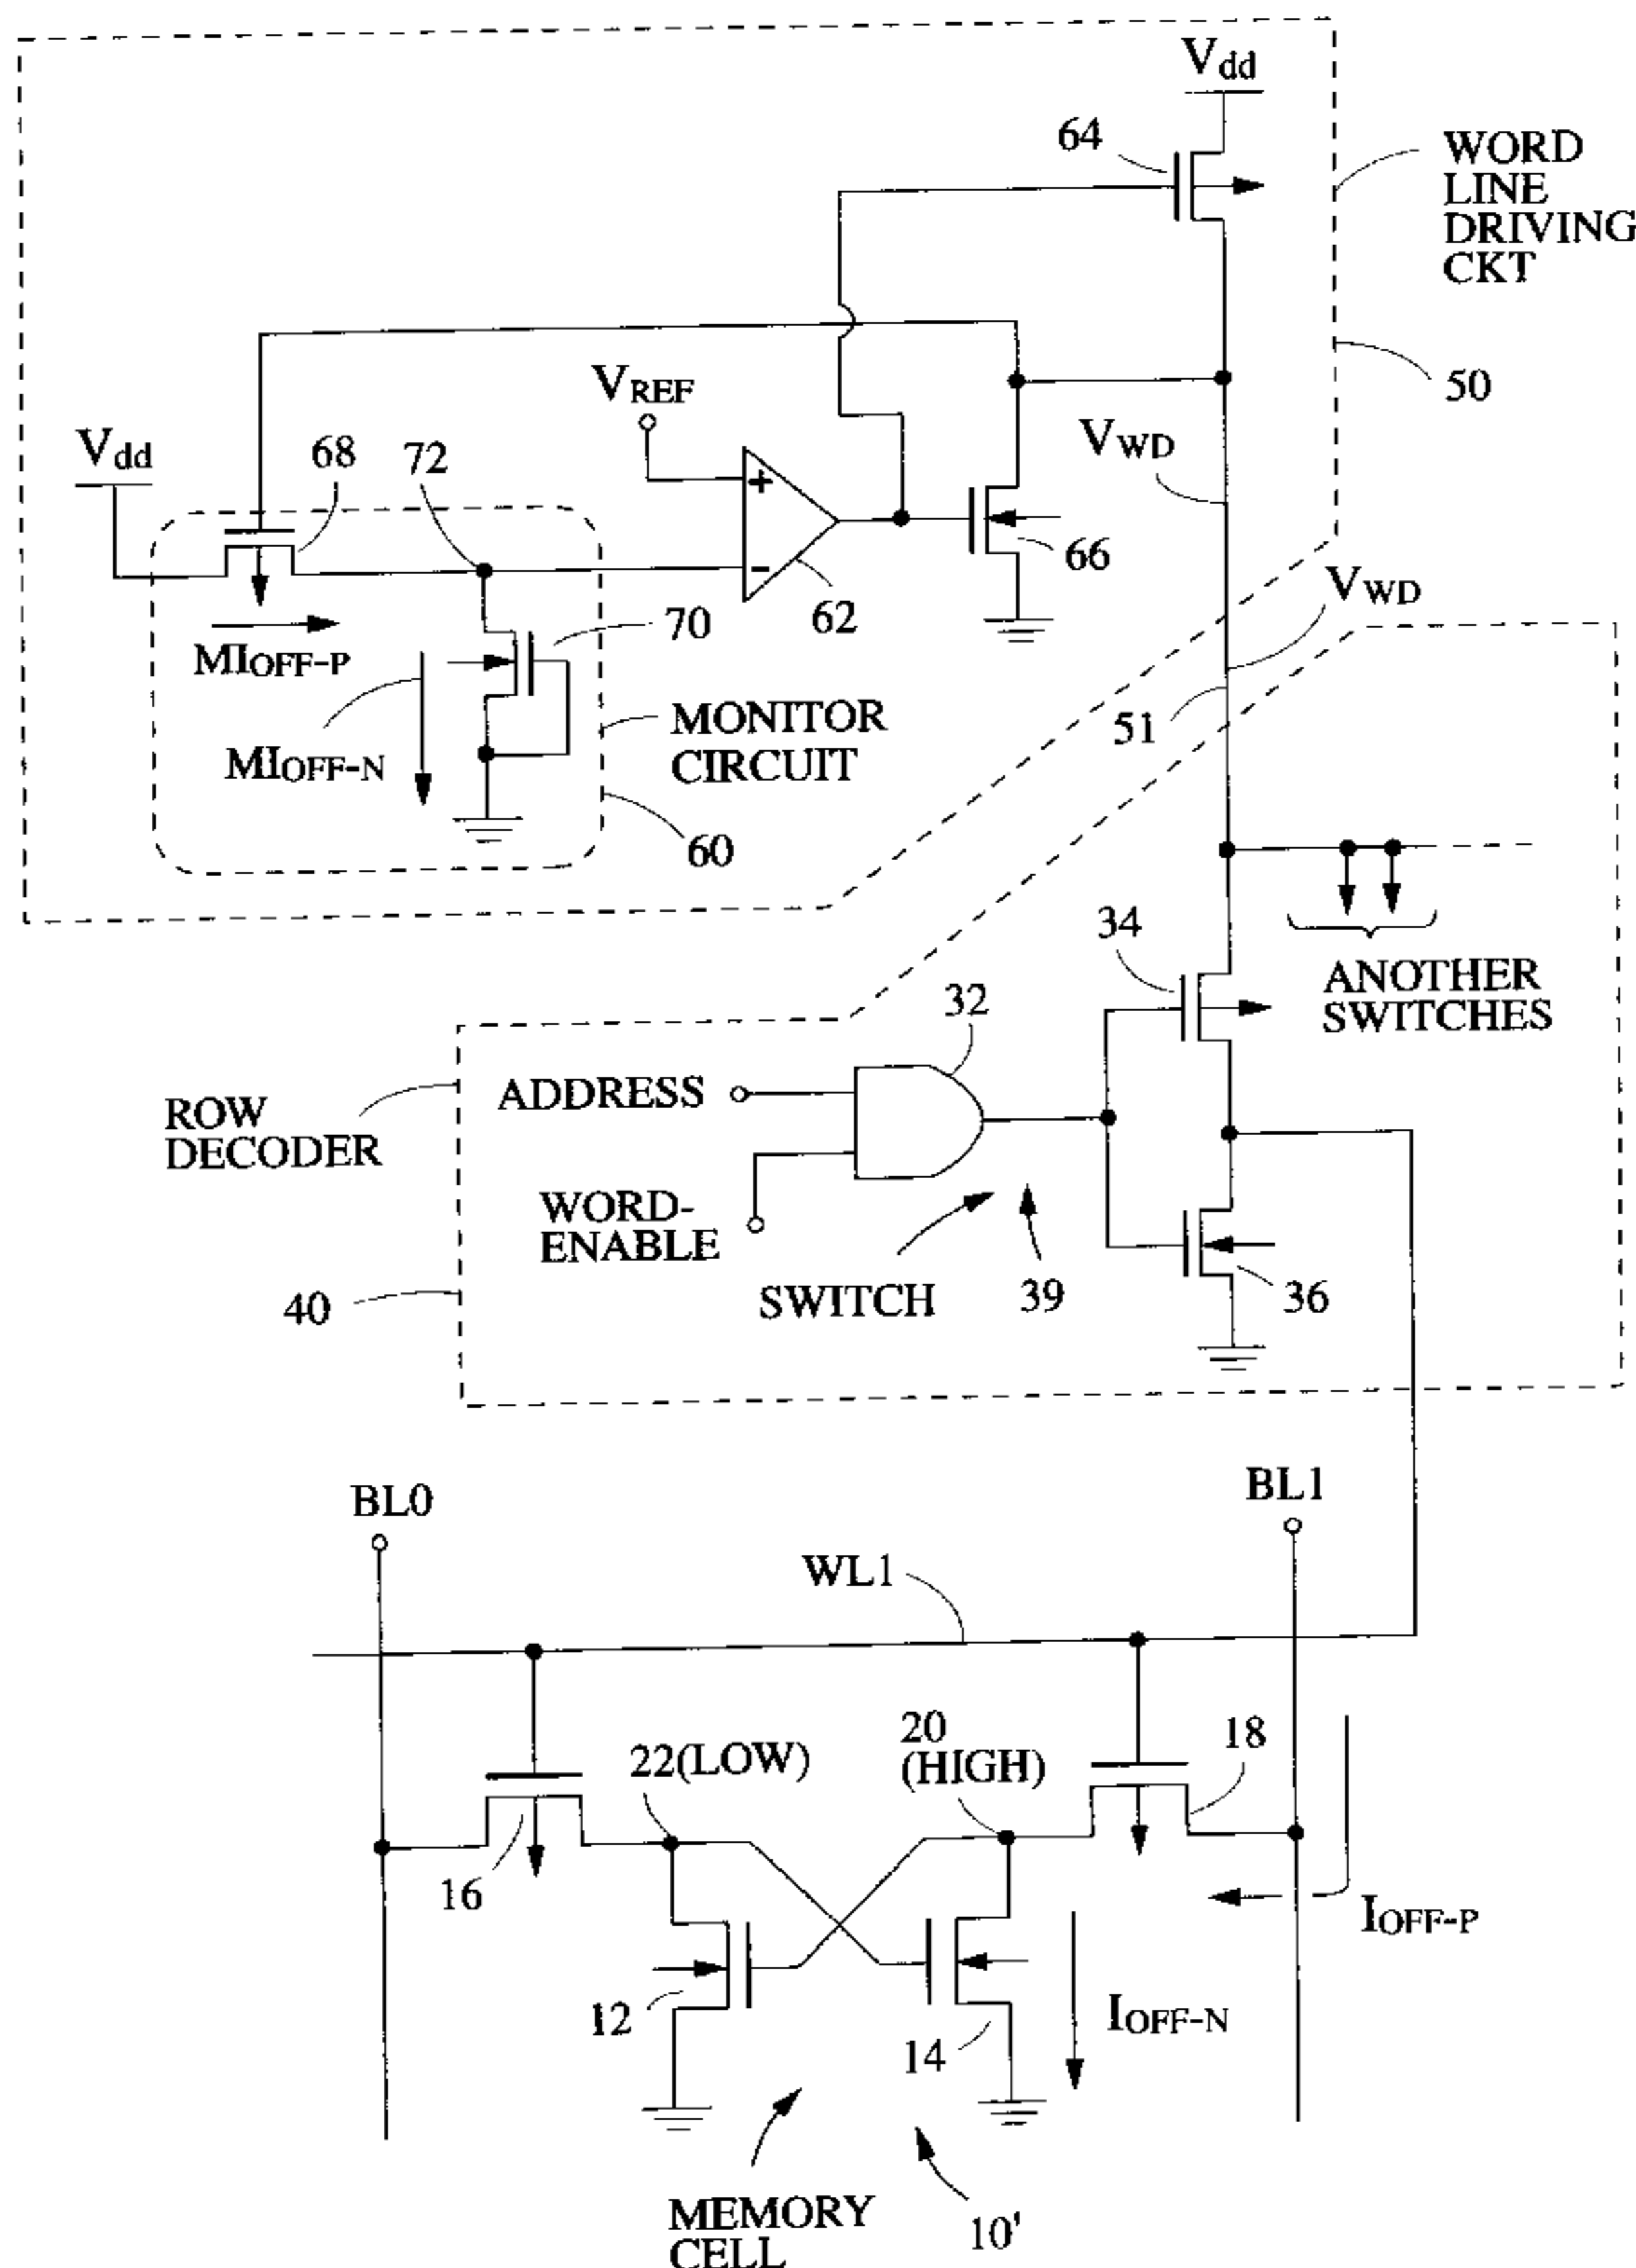 Vdd
64
WORD
LINE
DRIVING
CKT
50
VREF
VWD
Vdd
68
72
66
62
VWD
70
MIOFF-P
MONITOR
CIRCUIT
51
MIOFF-N
60
34
ANOTHER
SWITCHES
32
ADDRESS
ROW
DECODER
WORD-
ENABLE
SWITCH
39
36
40
BL0
BL1
WL1
22(LOW)
20
(HIGH)
18
16
IOFF-P
12
14
IOFF-N
MEMORY
CELL
10'
+
-